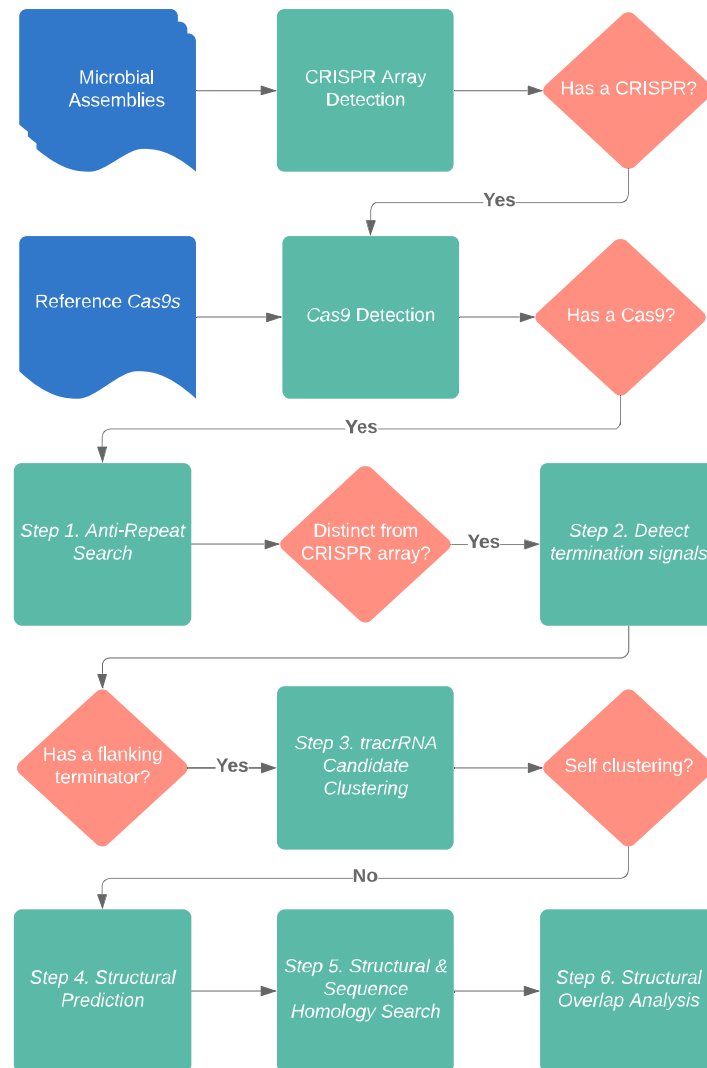 Microbial
Assemblies
CRISPR Array
Detection
Has a CRISPR?
Yes
Reference Cas9s
Cas9 Detection
Has a Cas9?
Yes
Step 1. Anti-Repeat
Search
Distinct from
CRISPR array?
Yes
Step 2. Detect
termination signals
Has a flanking
terminator?
Yes
Step 3. tracrRNA
Candidate
Clustering
Self clustering?
No
Step 4. Structural
Prediction
Step 5. Structural &
Sequence
Homology Search
Step 6. Structural
Overlap Analysis